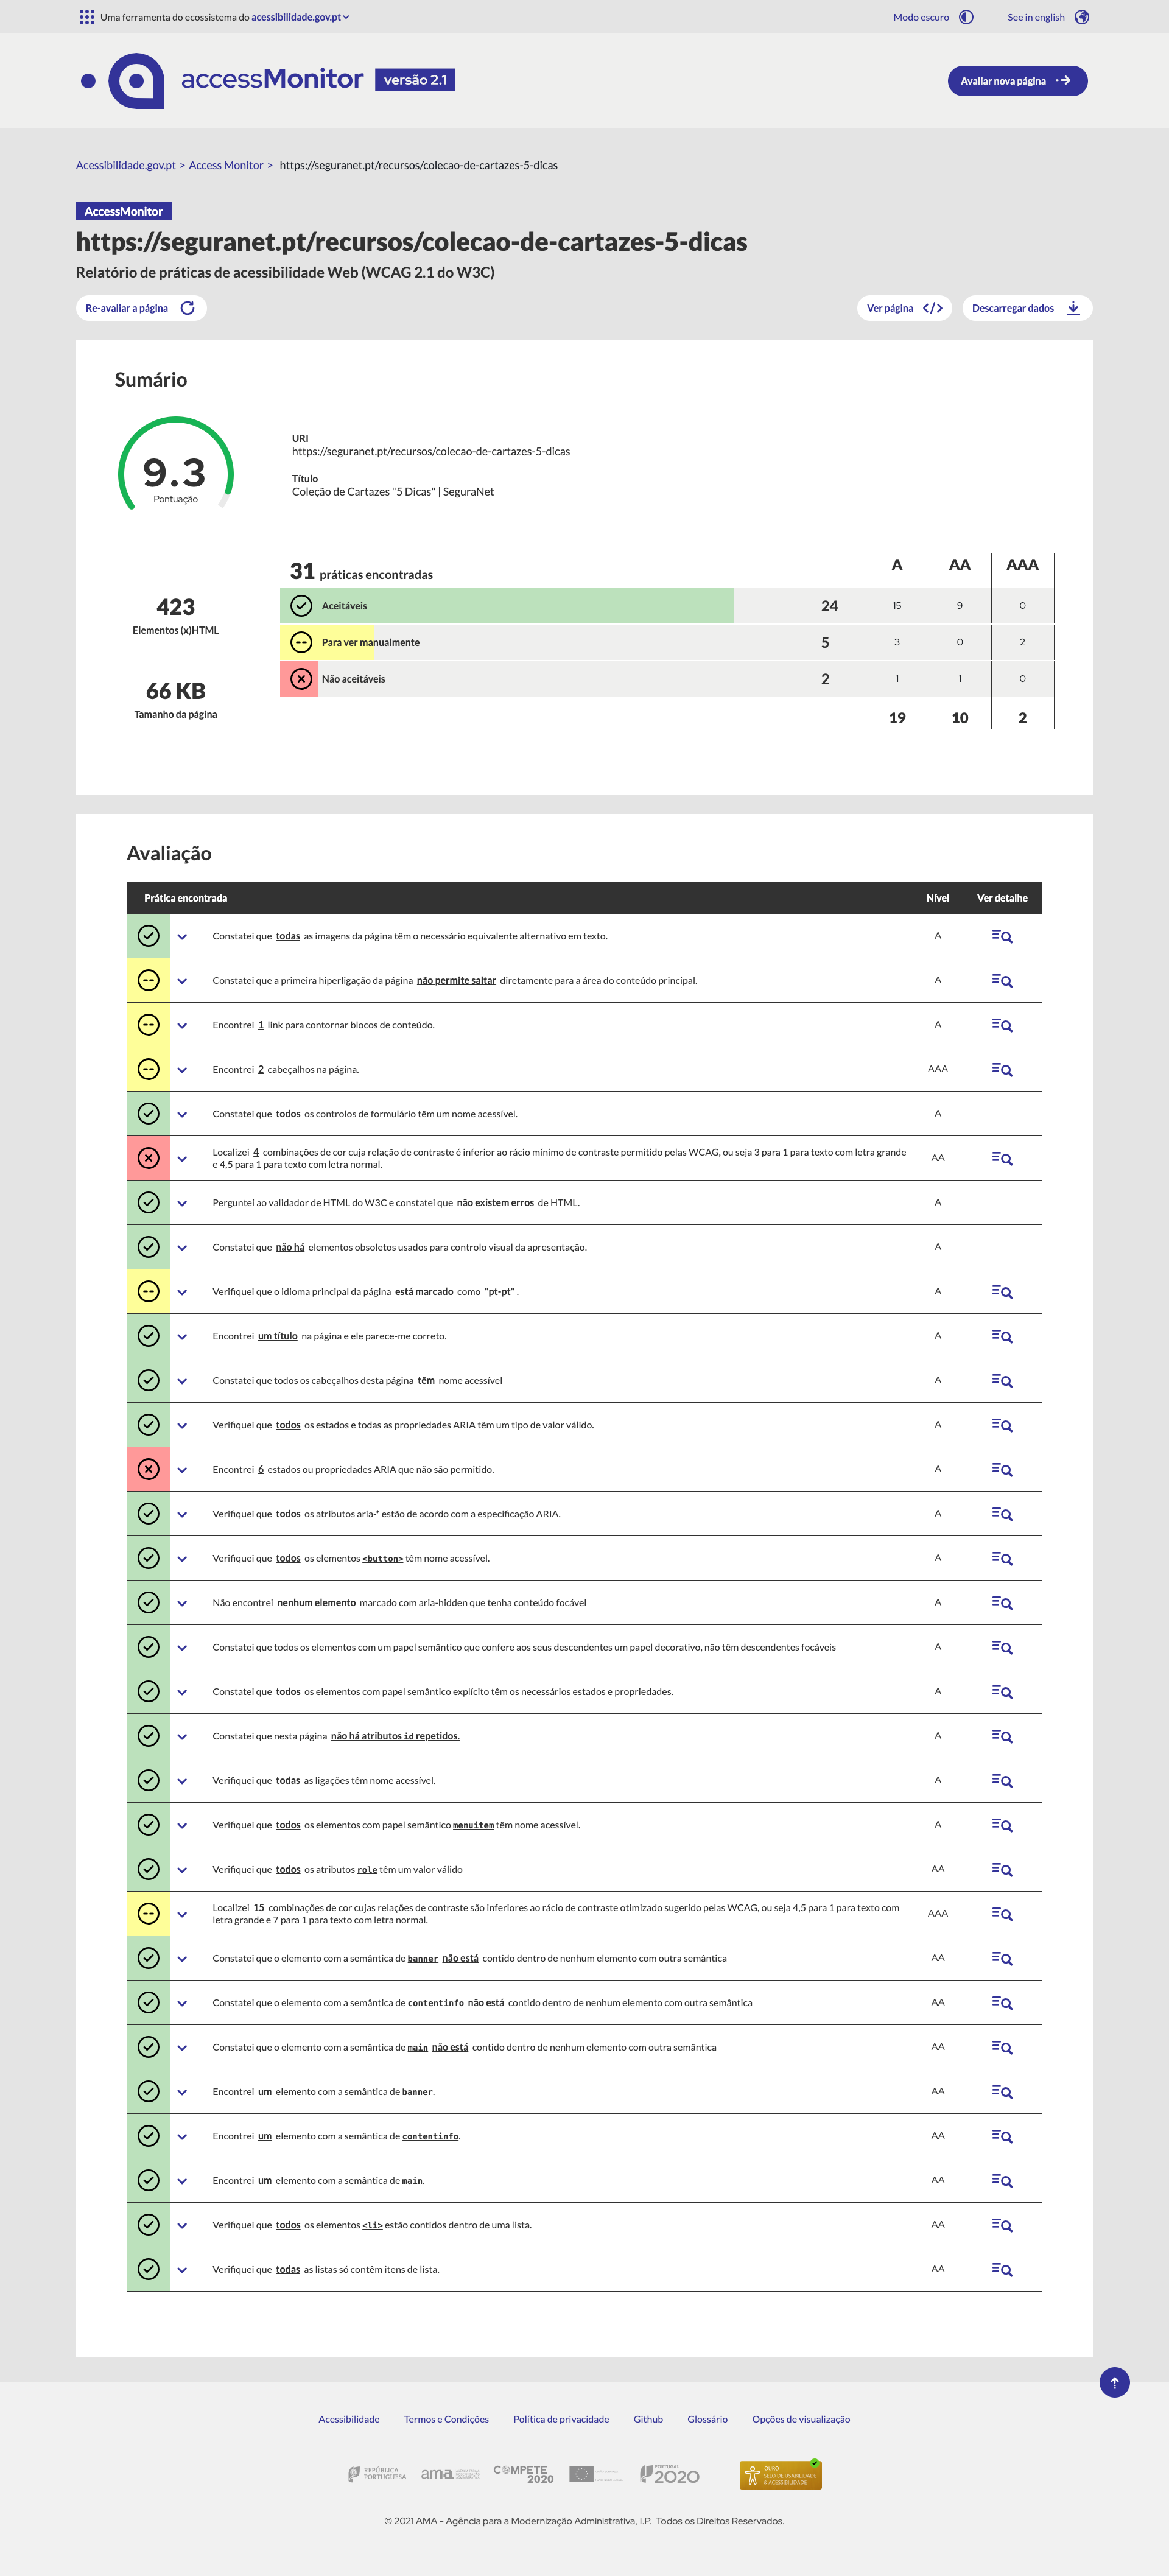 Uma ferramenta do ecossistema do acessibilidade.gov.pt
Modo escuro
See in english
accessMonitor versão 2.1
Avaliar nova página
Acessibilidade.gov.pt > Access Monitor > https://seguranet.pt/recursos/colecao-de-cartazes-5-dicas
AccessMonitor
https://seguranet.pt/recursos/colecao-de-cartazes-5-dicas
Relatório de práticas de acessibilidade Web (WCAG 2.1 do W3C)
Re-avaliar a página
Ver página
Descarregar dados
Sumário
9.3
Pontuação
URI
https://seguranet.pt/recursos/colecao-de-cartazes-5-dicas
Título
Coleção de Cartazes "5 Dicas" | SeguraNet
423
Elementos (x)HTML
66 KB
Tamanho da página
31 práticas encontradas A AA AAA
Aceitáveis 24 15 9 0
Para ver manualmente 5 3 0 2
Não aceitáveis 2 1 1 0
19 10 2
Avaliação
Prática encontrada Nível Ver detalhe
Constatei que todas as imagens da página têm o necessário equivalente alternativo em texto. A
Constatei que a primeira hiperligação da página não permite saltar diretamente para a área do conteúdo principal. A
Encontrei 1 link para contornar blocos de conteúdo. A
Encontrei 2 cabeçalhos na página. AAA
Constatei que todos os controlos de formulário têm um nome acessível. A
Localizei 4 combinações de cor cuja relação de contraste é inferior ao rácio mínimo de contraste permitido pelas WCAG, ou seja 3 para 1 para texto com letra grande
e 4,5 para 1 para texto com letra normal. AA
Perguntei ao validador de HTML do W3C e constatei que não existem erros de HTML. A
Constatei que não há elementos obsoletos usados para controlo visual da apresentação. A
Verifiquei que o idioma principal da página está marcado como "pt-pt" . A
Encontrei um título na página e ele parece-me correto. A
Constatei que todos os cabeçalhos desta página têm nome acessível A
Verifiquei que todos os estados e todas as propriedades ARIA têm um tipo de valor válido. A
Encontrei 6 estados ou propriedades ARIA que não são permitido. A
Verifiquei que todos os atributos aria-* estão de acordo com a especificação ARIA. A
Verifiquei que todos os elementos <button> têm nome acessível. A
Não encontrei nenhum elemento marcado com aria-hidden que tenha conteúdo focável A
Constatei que todos os elementos com um papel semântico que confere aos seus descendentes um papel decorativo, não têm descendentes focáveis A
Constatei que todos os elementos com papel semântico explícito têm os necessários estados e propriedades. A
Constatei que nesta página não há atributos id repetidos. A
Verifiquei que todas as ligações têm nome acessível. A
Verifiquei que todos os elementos com papel semântico menuitem têm nome acessível. A
Verifiquei que todos os atributos role têm um valor válido AA
Localizei 15 combinações de cor cujas relações de contraste são inferiores ao rácio de contraste otimizado sugerido pelas WCAG, ou seja 4,5 para 1 para texto com
letra grande e 7 para 1 para texto com letra normal. AAA
Constatei que o elemento com a semântica de banner não está contido dentro de nenhum elemento com outra semântica AA
Constatei que o elemento com a semântica de contentinfo não está contido dentro de nenhum elemento com outra semântica AA
Constatei que o elemento com a semântica de main não está contido dentro de nenhum elemento com outra semântica AA
Encontrei um elemento com a semântica de banner. AA
Encontrei um elemento com a semântica de contentinfo. AA
Encontrei um elemento com a semântica de main. AA
Verifiquei que todos os elementos <li> estão contidos dentro de uma lista. AA
Verifiquei que todas as listas só contêm itens de lista. AA
Acessibilidade Termos e Condições Política de privacidade Github Glossário Opções de visualização
REPÚBLICA
PORTUGUESA
ama
COMPETE
2020
PORTUGAL
2020
OURO
SELO DE USABILIDADE
& ACESSIBILIDADE
© 2021 AMA - Agência para a Modernização Administrativa, I.P. Todos os Direitos Reservados.